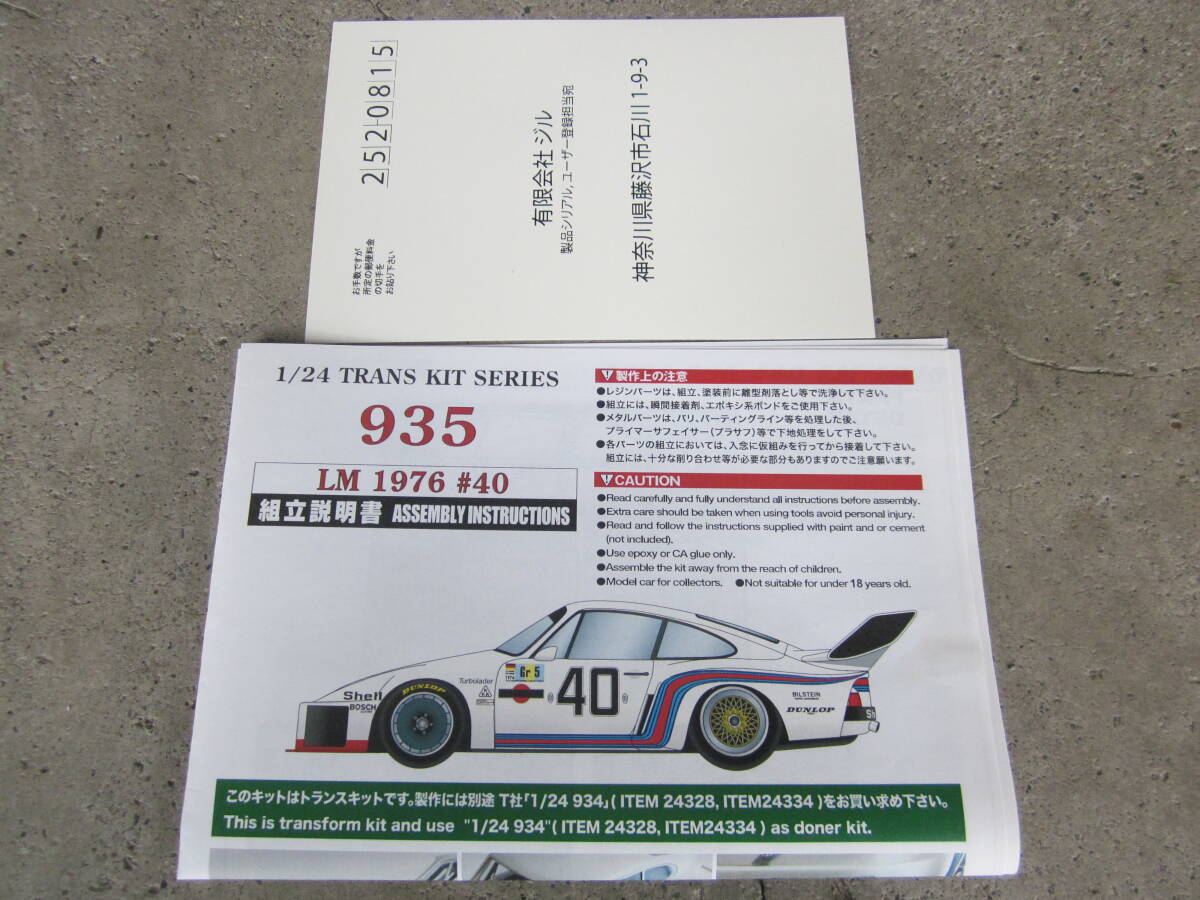 2520815
お手数ですが
所定の郵便料金
の切手を
お貼り下さい
有限会社 ジル
製品シリアル,ユーザー登録担当宛
神奈川県藤沢市石川 1-9-3
1/24 TRANS KIT SERIES
935
LM 1976 #40
組立説明書 ASSEMBLY INSTRUCTIONS
製作上の注意
●レジンパーツは、組立、塗装前に離型剤落とし等で洗浄して下さい。
●組立には、瞬間接着剤、エポキシ系ボンドをご使用下さい。
●メタルパーツは、バリ、パーティングライン等を処理した後、
プライマーサフェイサー(プラサフ)等で下地処理をして下さい。
●各パーツの組立においては、入念に仮組みを行ってから接着して下さい。
組立には、十分な削り合わせ等が必要な部分もありますのでご注意願います。
CAUTION
●Read carefully and fully understand all instructions before assembly.
●Extra care should be taken when using tools avoid personal injury.
●Read and follow the instructions supplied with paint and or cement
(not included).
●Use epoxy or CA glue only.
●Assemble the kit away from the reach of children.
●Model car for collectors. ●Not suitable for under 18 years old.
Shell
BOSCH
DUNLOP
Turbolader
Gr 5
40
BILSTEIN
DUNLOP
Sh
このキットはトランスキットです。製作には別途 T社「1/24 934」( ITEM 24328, ITEM24334 )をお買い求め下さい。
This is transform kit and use "1/24 934"( ITEM 24328, ITEM24334 ) as doner kit.